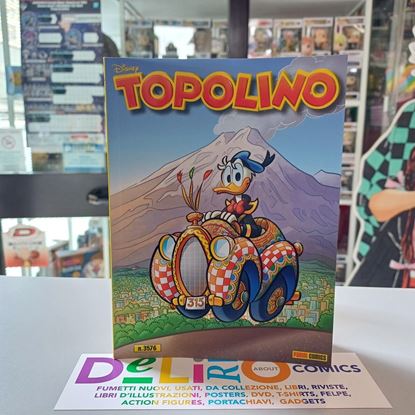 Disney
TOPOLINO
313
n. 3576
PANINI COMICS
DeLiRiO
ABOUT
COMICS
FUMETTI NUOVI, USATI, DA COLLEZIONE, LIBRI, RIVISTE,
LIBRI D'ILLUSTRAZIONI, POSTERS, DVD, T-SHIRTS, FELPE,
ACTION FIGURES, PORTACHIAVI, GADGETS